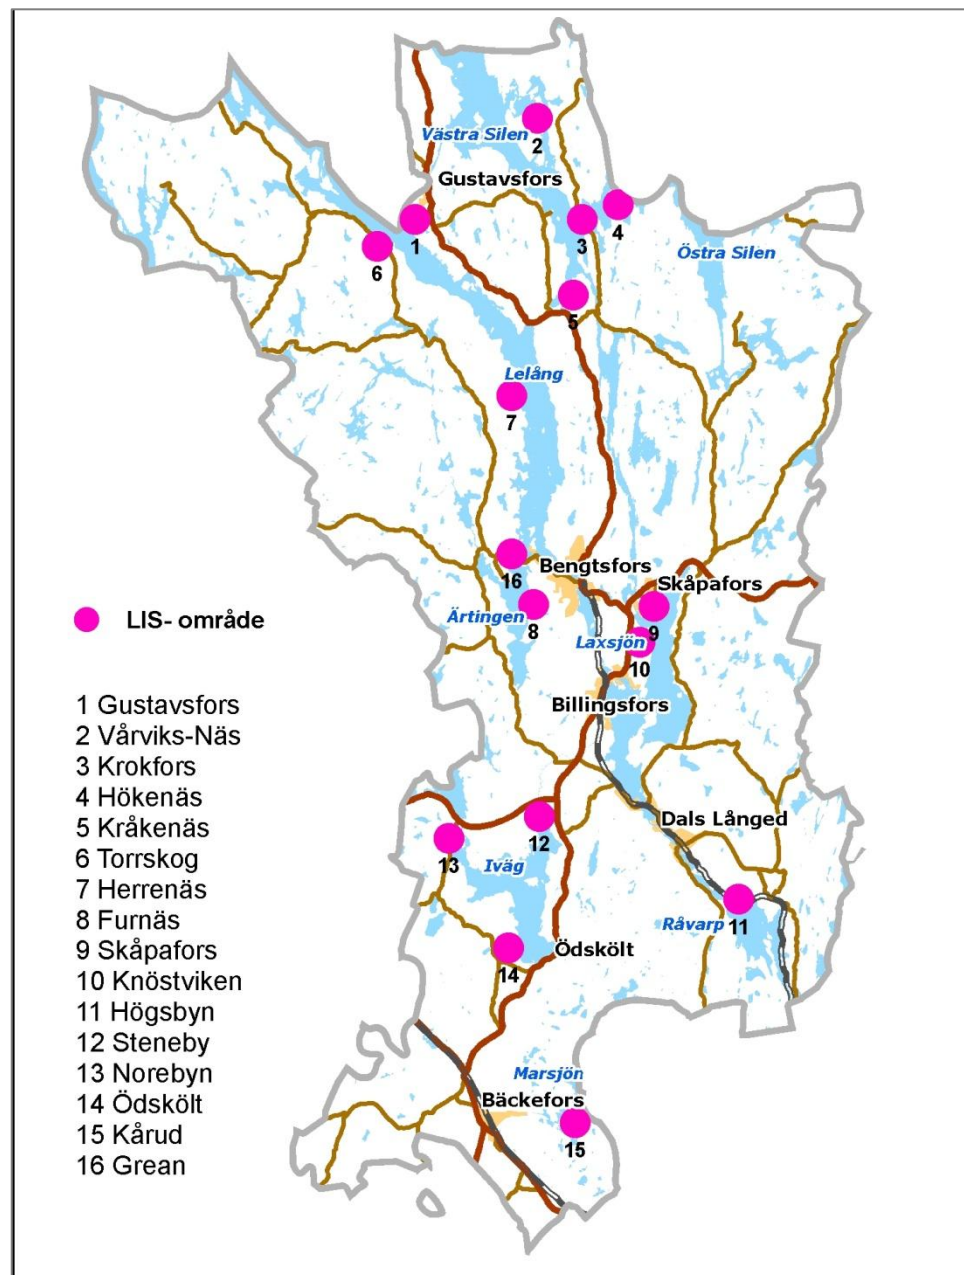 Västra Silen
2
Gustavsfors
4
1
3
6
Östra Silen
5
Lelång
7
Bengtsfors
16
Skåpafors
Ärtingen
8
9
Laxsjön
10
LIS- område
Billingsfors
1 Gustavsfors
2 Vårviks-Näs
3 Krokfors
4 Hökenäs
5 Kråkenäs
6 Torrskog
7 Herrenäs
8 Furnäs
9 Skåpafors
10 Knöstviken
11 Högsbyn
12 Steneby
13 Norebyn
14 Ödskölt
15 Kårud
16 Grean
Dals Långed
12
13
Iväg
Råvarp
11
Ödskölt
14
Marsjön
Bäckefors
15